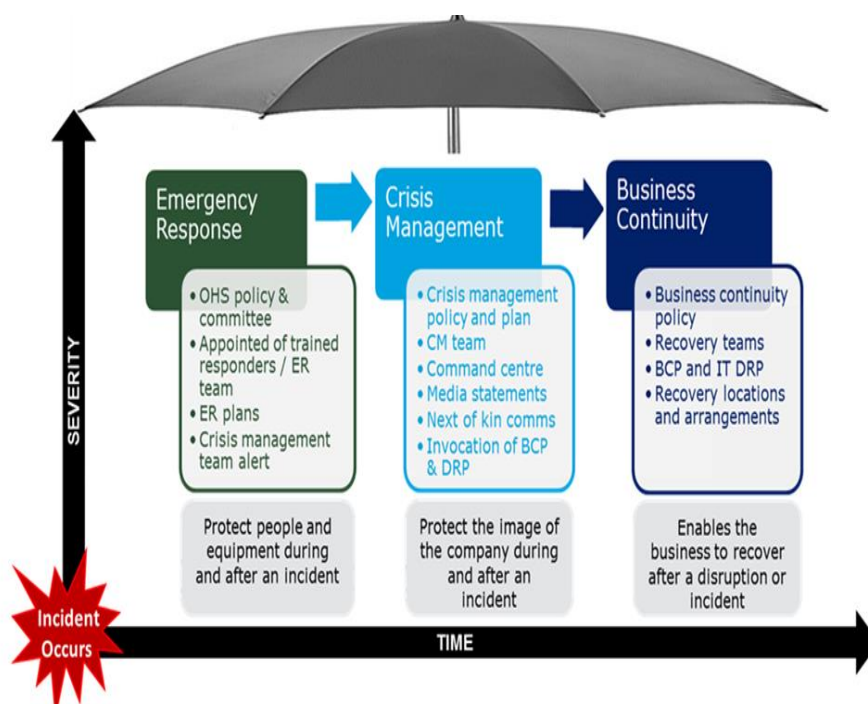 Emergency
Response
Crisis
Management
Business
Continuity
• OHS policy &
committee
• Appointed of trained
responders / ER
team
• ER plans
• Crisis management
team alert
• Crisis management
policy and plan
• CM team
• Command centre
• Media statements
• Next of kin comms
• Invocation of BCP
& DRP
• Business continuity
policy
• Recovery teams
• BCP and IT DRP
• Recovery locations
and arrangements
SEVERITY
Protect people and
equipment during
and after an incident
Protect the image of
the company during
and after an
incident
Enables the
business to recover
after a disruption or
incident
Incident
Occurs
TIME